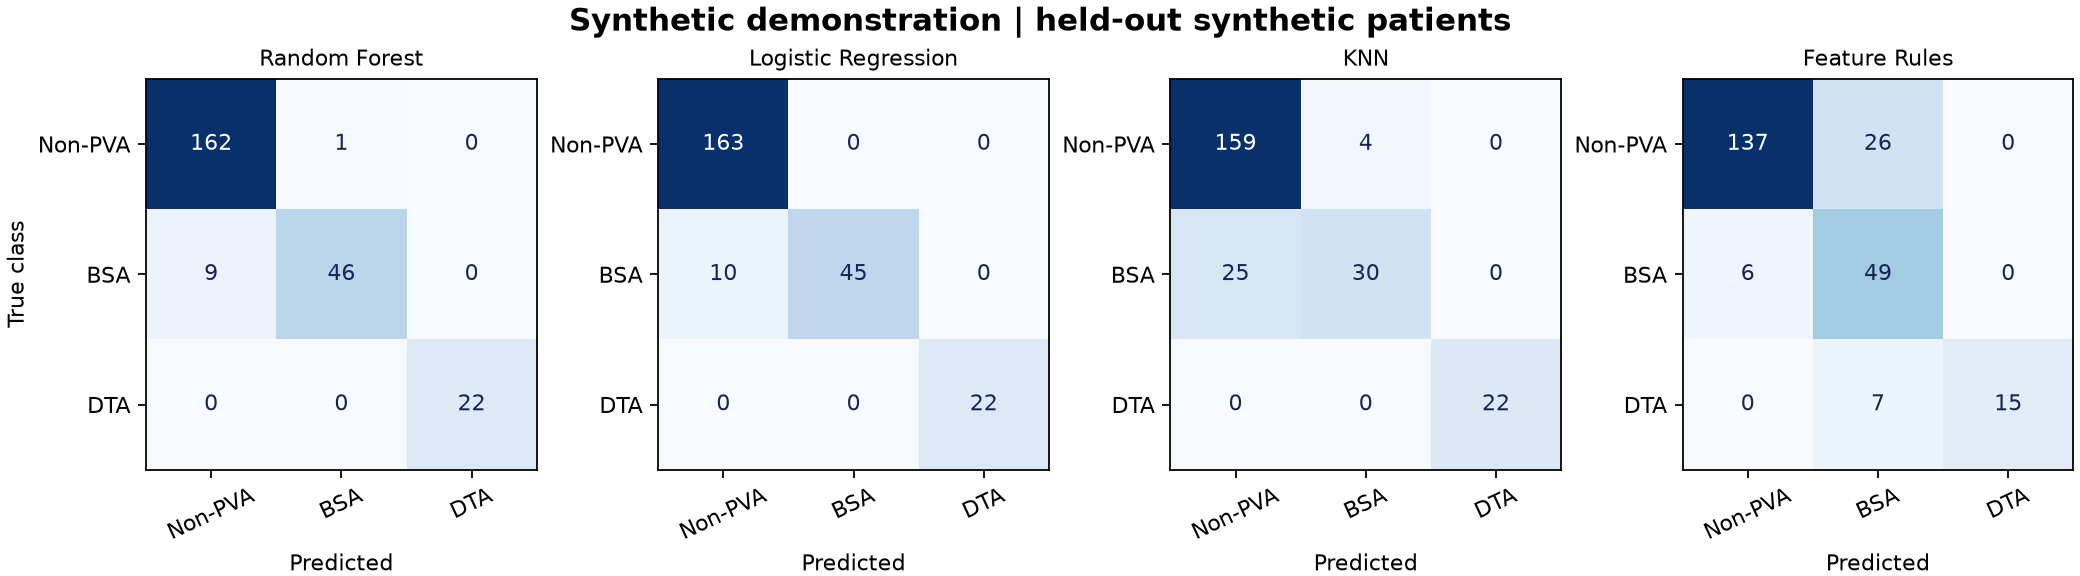 Synthetic demonstration | held-out synthetic patients
Random Forest
True class
Non-PVA 162 1 0
BSA 9 46 0
DTA 0 0 22
Non-PVA BSA DTA
Predicted
Logistic Regression
Non-PVA 163 0 0
BSA 10 45 0
DTA 0 0 22
Non-PVA BSA DTA
Predicted
KNN
Non-PVA 159 4 0
BSA 25 30 0
DTA 0 0 22
Non-PVA BSA DTA
Predicted
Feature Rules
Non-PVA 137 26 0
BSA 6 49 0
DTA 0 7 15
Non-PVA BSA DTA
Predicted